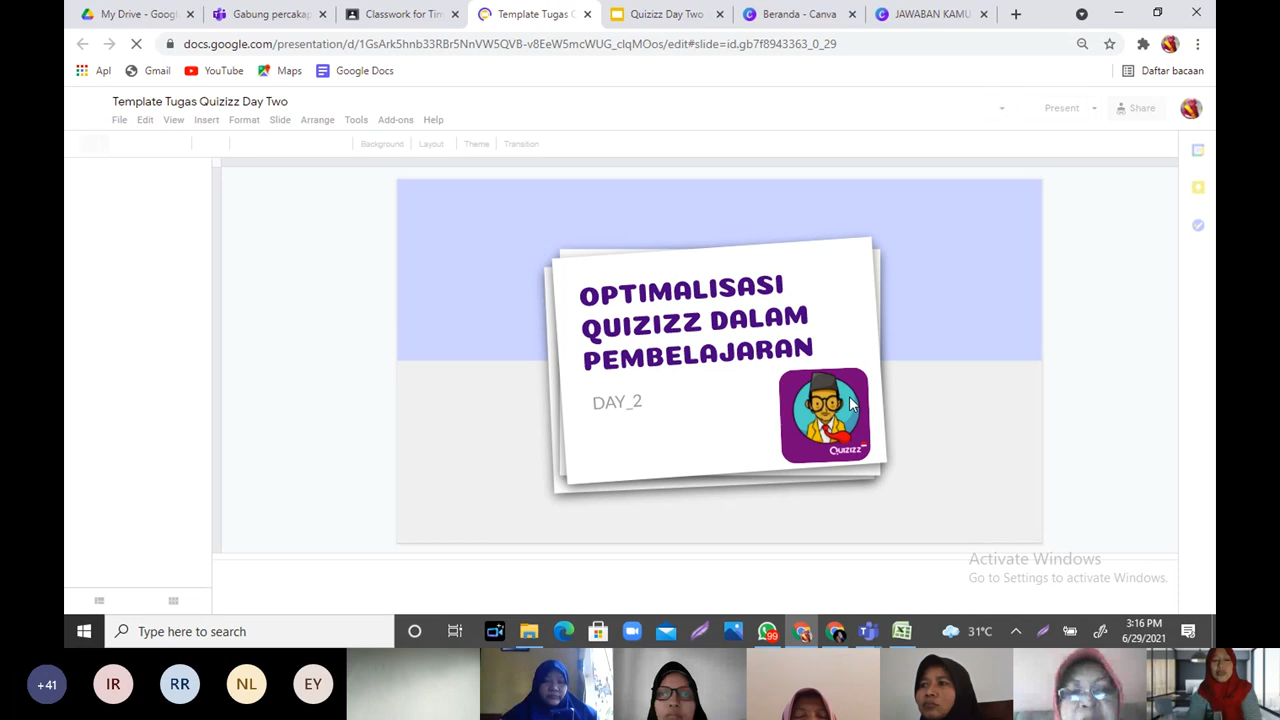 My Drive - Googl
Gabung percakap
Classwork for Tim
Template Tugas Q
Quizizz Day Two
Beranda - Canva
JAWABAN KAMU
docs.google.com/presentation/d/1GsArk5hnb33RBr5NnVW5QVB-v8EeW5mcWUG_clqMOos/edit#slide=id.gb7f8943363_0_29
Apl
Gmail
YouTube
Maps
Google Docs
Daftar bacaan
Template Tugas Quizizz Day Two
File Edit View Insert Format Slide Arrange Tools Add-ons Help
Present
Share
Background Layout Theme Transition
OPTIMALISASI
QUIZIZZ DALAM
PEMBELAJARAN
DAY_2
Quizizz
Activate Windows
Go to Settings to activate Windows.
Type here to search
99
31°C
3:16 PM
6/29/2021
+41
IR
RR
NL
EY